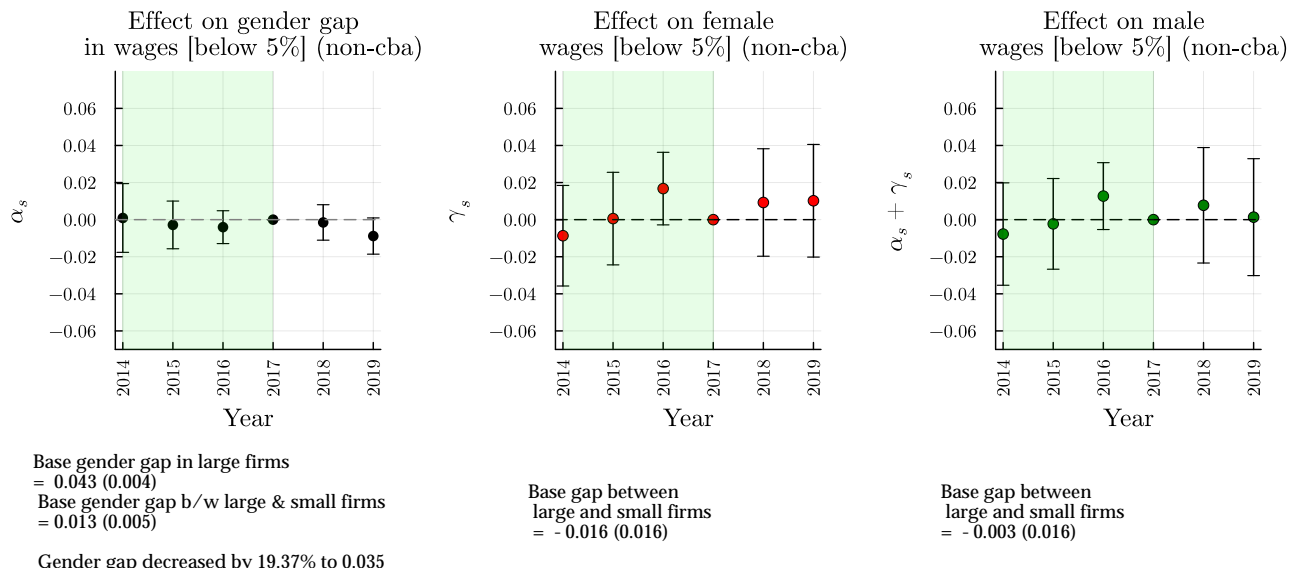 Effect on gender gap
in wages [below 5%] (non-cba)
0.06
0.04
0.02
0.00
−0.02
−0.04
−0.06
α_s
2014
2015
2016
2017
2018
2019
Year
Base gender gap in large firms
= 0.043 (0.004)
Base gender gap b/w large & small firms
= 0.013 (0.005)
Gender gap decreased by 19.37% to 0.035
Effect on female
wages [below 5%] (non-cba)
0.06
0.04
0.02
0.00
−0.02
−0.04
−0.06
γ_s
2014
2015
2016
2017
2018
2019
Year
Base gap between
large and small firms
= - 0.016 (0.016)
Effect on male
wages [below 5%] (non-cba)
0.06
0.04
0.02
0.00
−0.02
−0.04
−0.06
α_s + γ_s
2014
2015
2016
2017
2018
2019
Year
Base gap between
large and small firms
= - 0.003 (0.016)